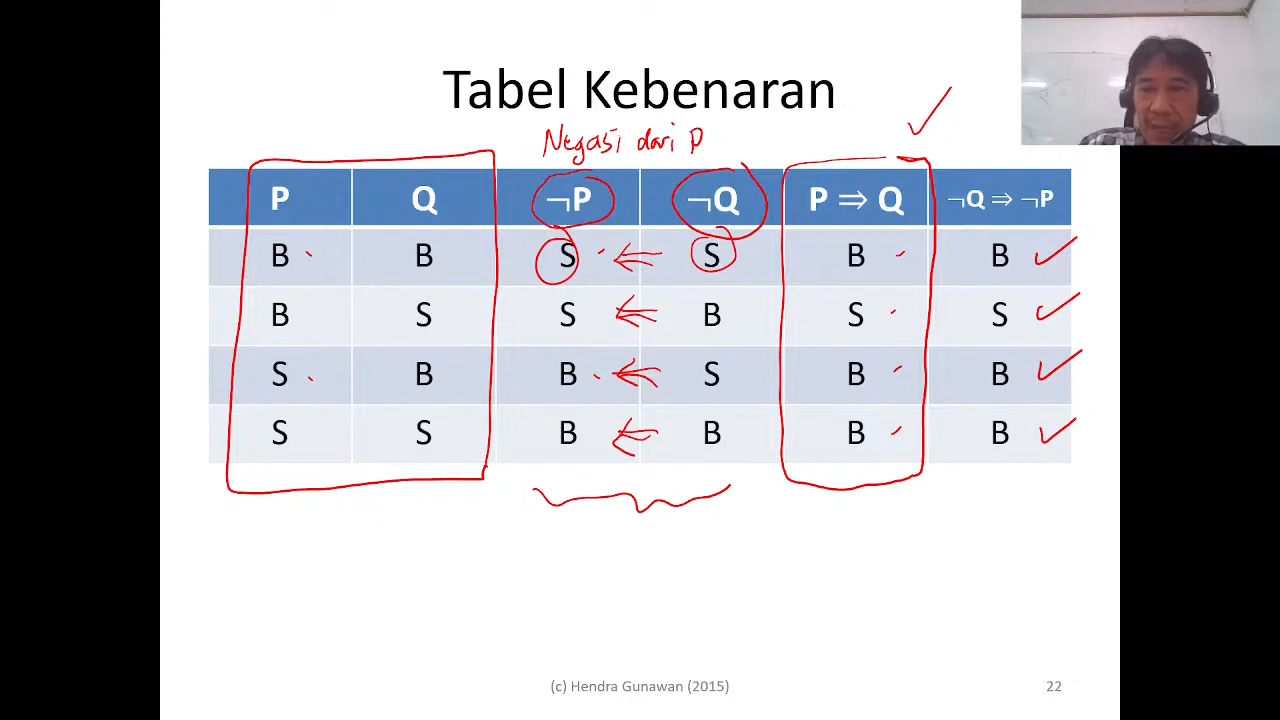 Tabel Kebenaran
Negasi dari P
P Q ¬P ¬Q P ⇒ Q ¬Q ⇒ ¬P
B B S S B B
B S S B S S
S B B S B B
S S B B B B
(c) Hendra Gunawan (2015) 22